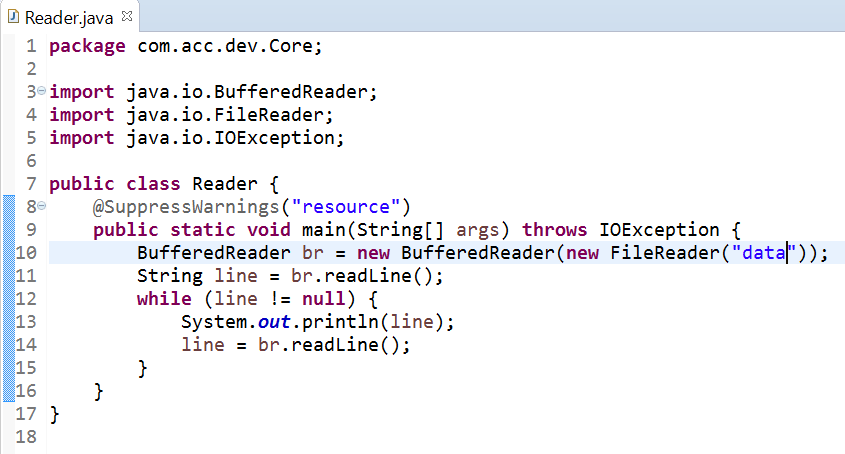 Reader.java
1 package com.acc.dev.Core;
2
3 import java.io.BufferedReader;
4 import java.io.FileReader;
5 import java.io.IOException;
6
7 public class Reader {
8     @SuppressWarnings("resource")
9     public static void main(String[] args) throws IOException {
10         BufferedReader br = new BufferedReader(new FileReader("data"));
11         String line = br.readLine();
12         while (line != null) {
13             System.out.println(line);
14             line = br.readLine();
15         }
16     }
17 }
18